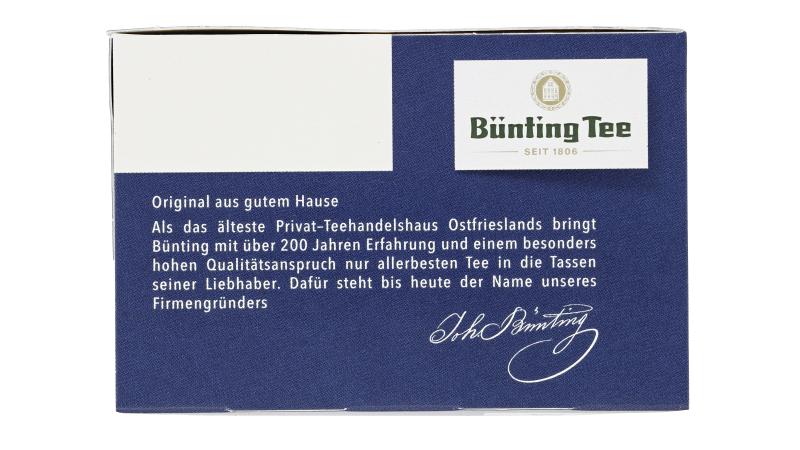 Bünting Tee
SEIT 1806
Original aus gutem Hause
Als das älteste Privat-Teehandelshaus Ostfrieslands bringt
Bünting mit über 200 Jahren Erfahrung und einem besonders
hohen Qualitätsanspruch nur allerbesten Tee in die Tassen
seiner Liebhaber. Dafür steht bis heute der Name unseres
Firmengründers
Joh. Bünting